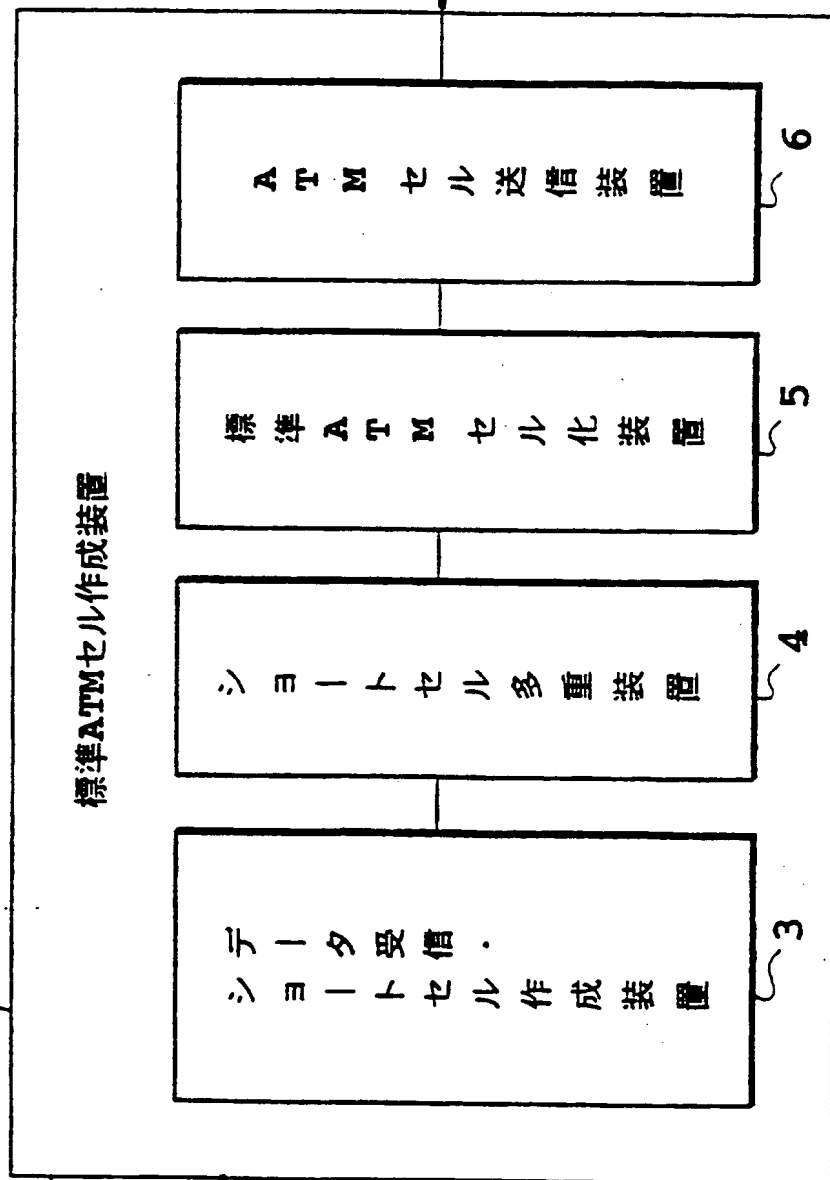 標準ATMセル作成装置
データ受信・
ショートセル作成装置
3
ショートセル多重装置
4
標準ATMセル化装置
5
ATMセル送信装置
6